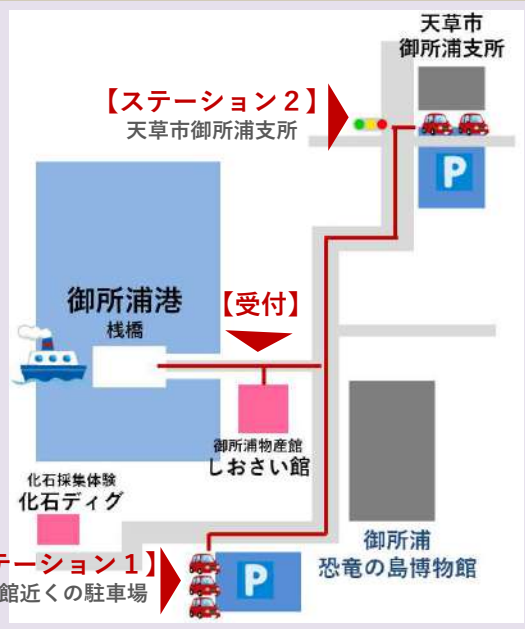 天草市
御所浦支所
【ステーション２】
天草市御所浦支所
P
御所浦港
桟橋
【受付】
御所浦物産館
しおさい館
化石採集体験
化石ディグ
御所浦
恐竜の島博物館
テーション１】
館近くの駐車場
P